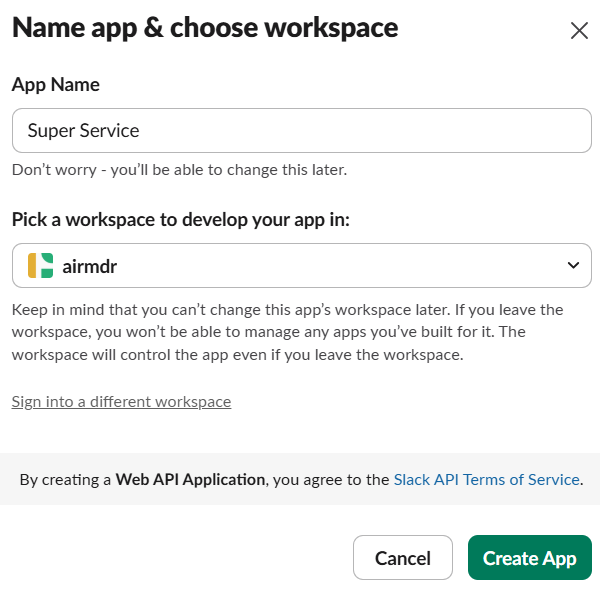 Name app & choose workspace
App Name
Super Service
Don’t worry - you’ll be able to change this later.
Pick a workspace to develop your app in:
airmdr
Keep in mind that you can’t change this app’s workspace later. If you leave the
workspace, you won’t be able to manage any apps you’ve built for it. The
workspace will control the app even if you leave the workspace.
Sign into a different workspace
By creating a Web API Application, you agree to the Slack API Terms of Service.
Cancel
Create App